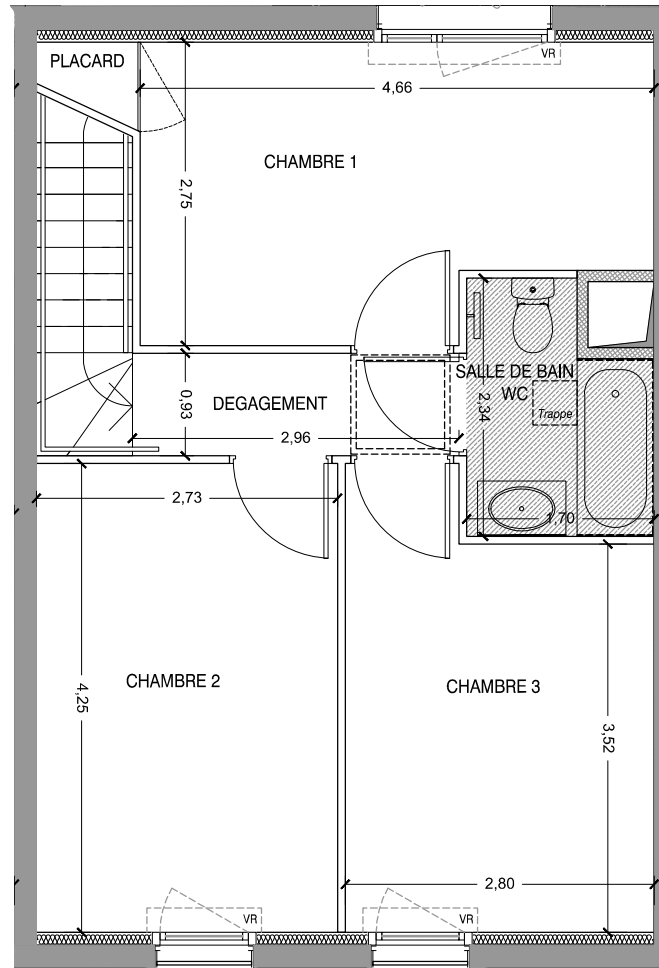 VR
PLACARD
4,66
CHAMBRE 1
2,75
SALLE DE BAIN
WC
2,34
Trappe
0,93
DEGAGEMENT
2,96
2,73
1,70
CHAMBRE 2
CHAMBRE 3
4,25
3,52
2,80
VR
VR